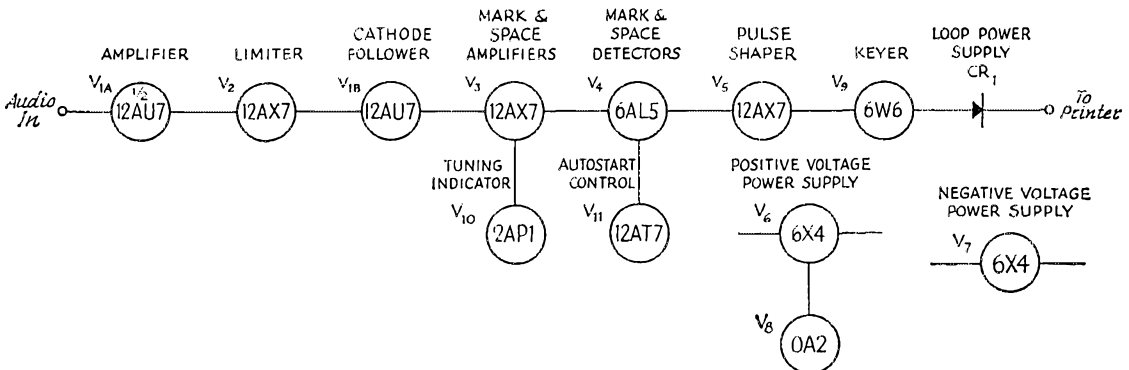 AMPLIFIER
V1A
1/2
12AU7
Audio
In
LIMITER
V2
12AX7
CATHODE
FOLLOWER
V1B
12AU7
MARK &
SPACE
AMPLIFIERS
V3
12AX7
MARK &
SPACE
DETECTORS
V4
6AL5
PULSE
SHAPER
V5
12AX7
KEYER
V9
6W6
LOOP POWER
SUPPLY
CR1
To
Printer
TUNING
INDICATOR
V10
2AP1
AUTOSTART
CONTROL
V11
12AT7
POSITIVE VOLTAGE
POWER SUPPLY
V6
6X4
V8
0A2
NEGATIVE VOLTAGE
POWER SUPPLY
V7
6X4